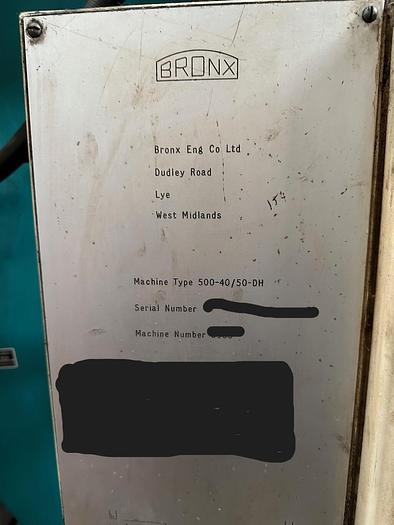 BRONX
Bronx Eng Co Ltd
Dudley Road
Lye
West Midlands
Machine Type 500-40/50-DH
Serial Number
Machine Number